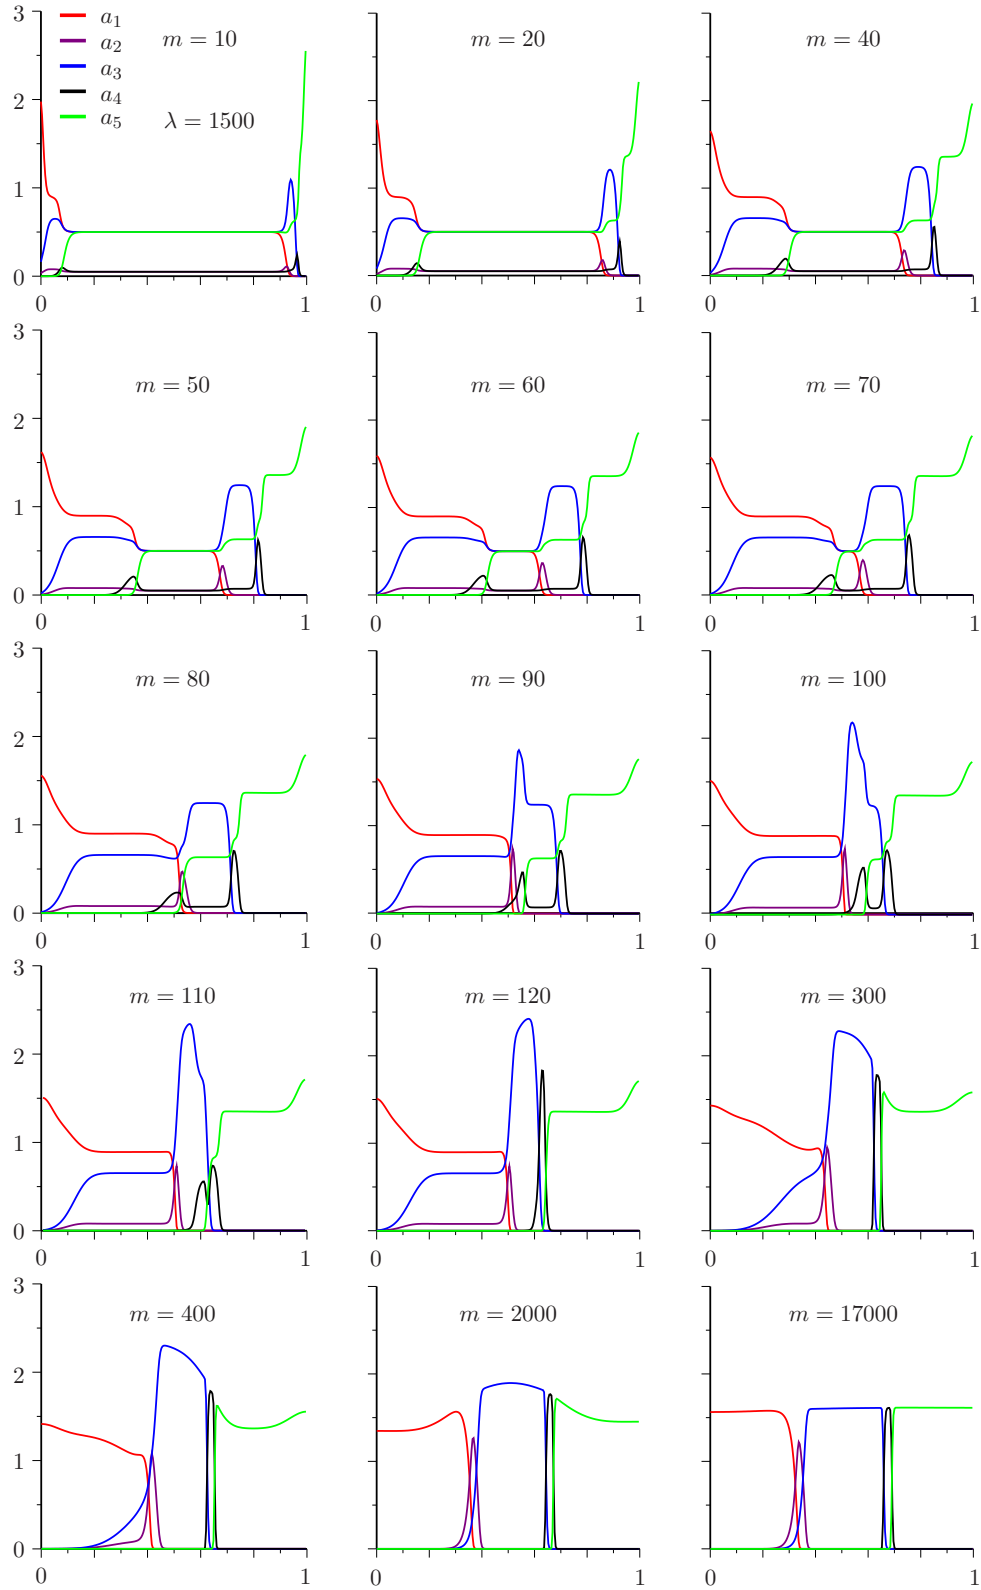 3
a₁
m = 10
m = 20
m = 40
a₂
a₃
2
a₄
a₅
λ = 1500
1
0
0 1 0 1 0 1
3
m = 50
m = 60
m = 70
2
1
0
0 1 0 1 0 1
3
m = 80
m = 90
m = 100
2
1
0
0 1 0 1 0 1
3
m = 110
m = 120
m = 300
2
1
0
0 1 0 1 0 1
3
m = 400
m = 2000
m = 17000
2
1
0
0 1 0 1 0 1